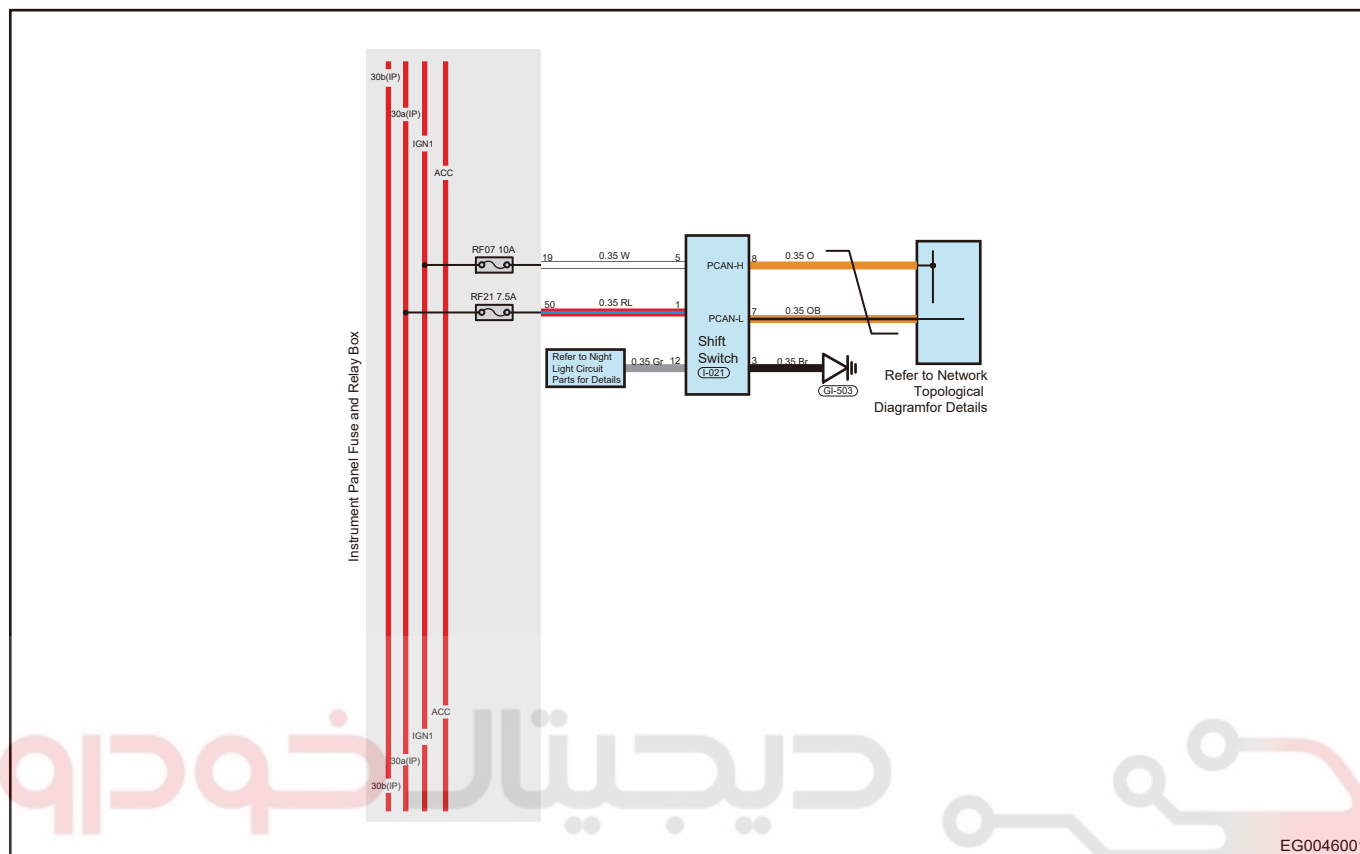 30b(IP)
30a(IP)
IGN1
ACC
RF07 10A
19
0.35 W
5
PCAN-H
8
0.35 O
RF21 7.5A
50
0.35 RL
1
PCAN-L
7
0.35 OB
Shift
Switch
I-021
Refer to Night
Light Circuit
Parts for Details
0.35 Gr
12
3
0.35 Br
GI-503
Refer to Network
Topological
Diagramfor Details
Instrument Panel Fuse and Relay Box
ACC
IGN1
30a(IP)
30b(IP)
دیجیتال خودرو
EG0046001